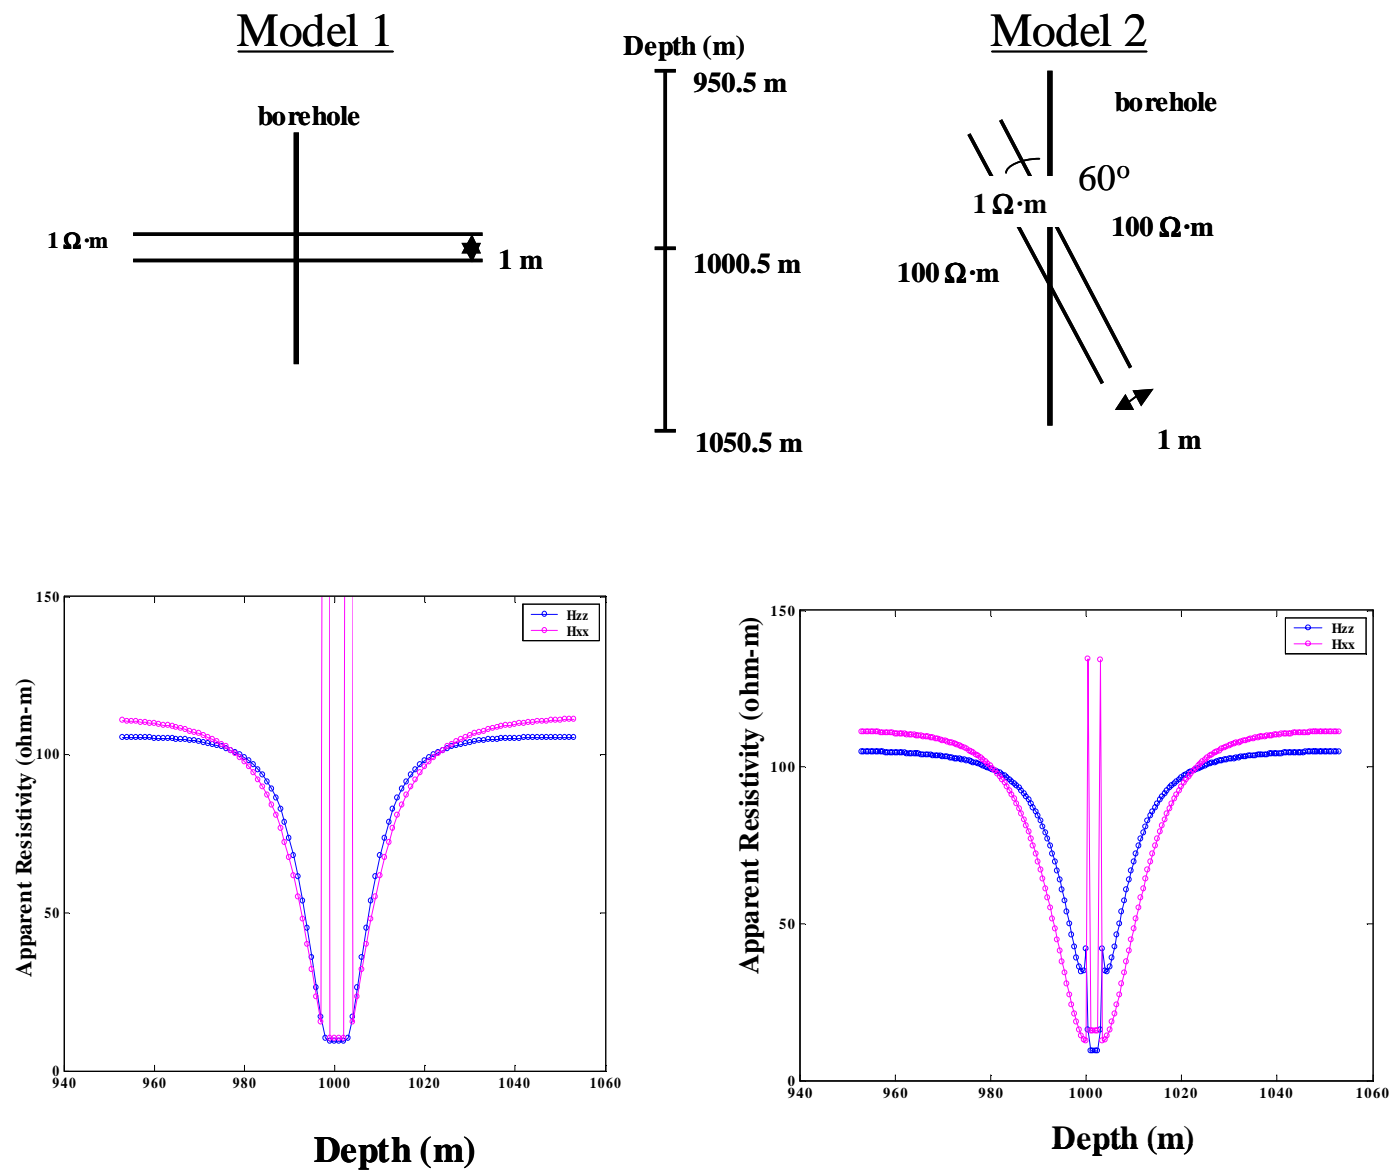 Model 1
Depth (m)
Model 2
950.5 m
borehole
borehole
60º
1 Ω·m
1 Ω·m
100 Ω·m
1 m
1000.5 m
100 Ω·m
1050.5 m
1 m
150
Hzz
Hxx
100
50
0
940
960
980
1000
1020
1040
1060
Apparent Resistivity (ohm-m)
Depth (m)
150
Hzz
Hxx
100
50
0
940
960
980
1000
1020
1040
1060
Apparent Resistivity (ohm-m)
Depth (m)